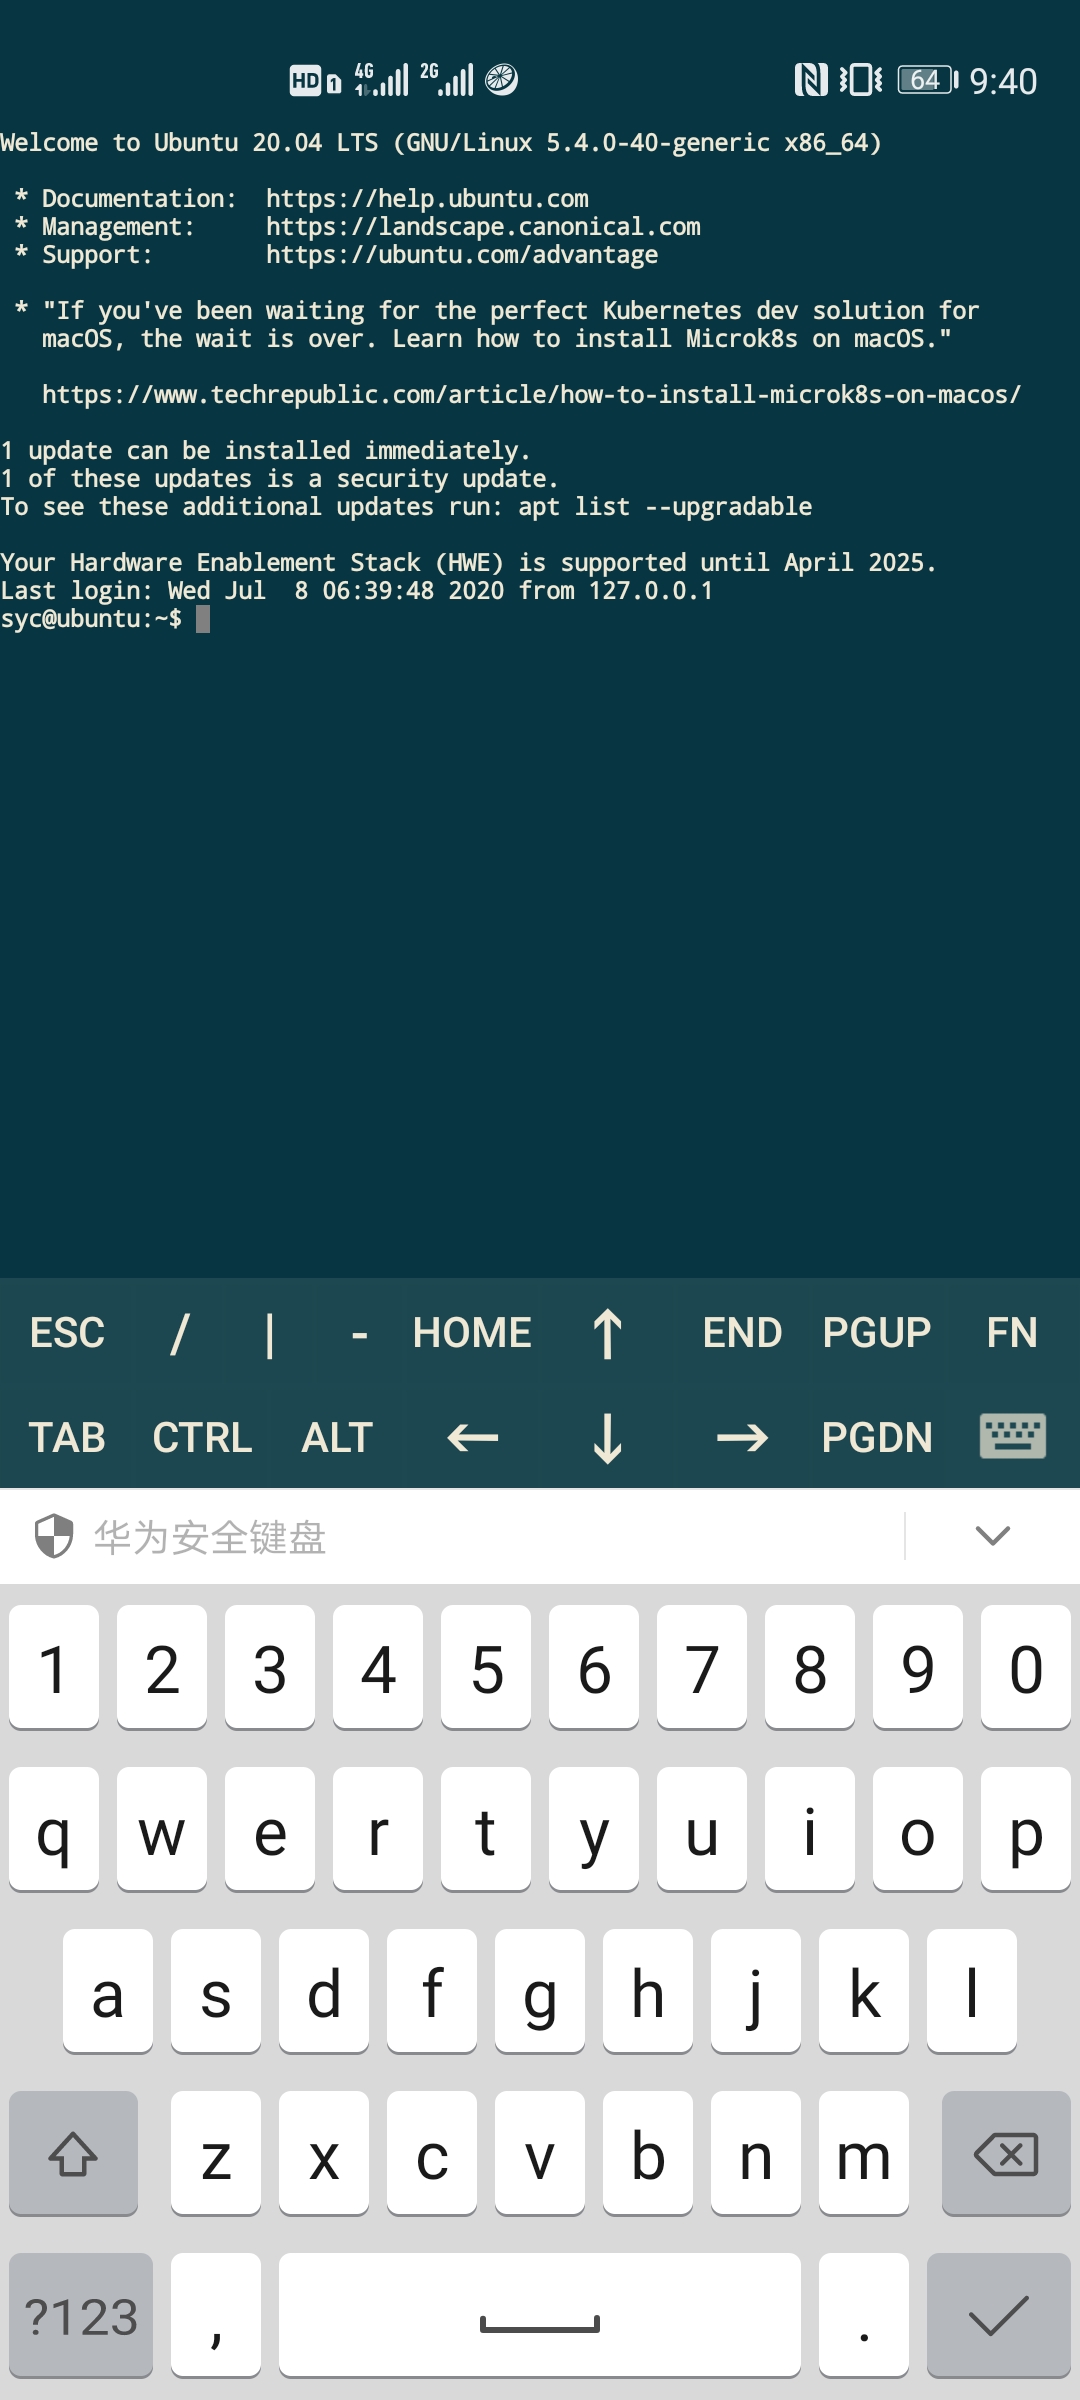 HD 1 4G 2G 64 9:40
Welcome to Ubuntu 20.04 LTS (GNU/Linux 5.4.0-40-generic x86_64)
* Documentation:  https://help.ubuntu.com
* Management:     https://landscape.canonical.com
* Support:        https://ubuntu.com/advantage
* "If you've been waiting for the perfect Kubernetes dev solution for
macOS, the wait is over. Learn how to install Microk8s on macOS."
https://www.techrepublic.com/article/how-to-install-microk8s-on-macos/
1 update can be installed immediately.
1 of these updates is a security update.
To see these additional updates run: apt list --upgradable
Your Hardware Enablement Stack (HWE) is supported until April 2025.
Last login: Wed Jul  8 06:39:48 2020 from 127.0.0.1
syc@ubuntu:~$
ESC / | - HOME ↑ END PGUP FN
TAB CTRL ALT ← ↓ → PGDN
华为安全键盘
1 2 3 4 5 6 7 8 9 0
q w e r t y u i o p
a s d f g h j k l
z x c v b n m
?123 , .